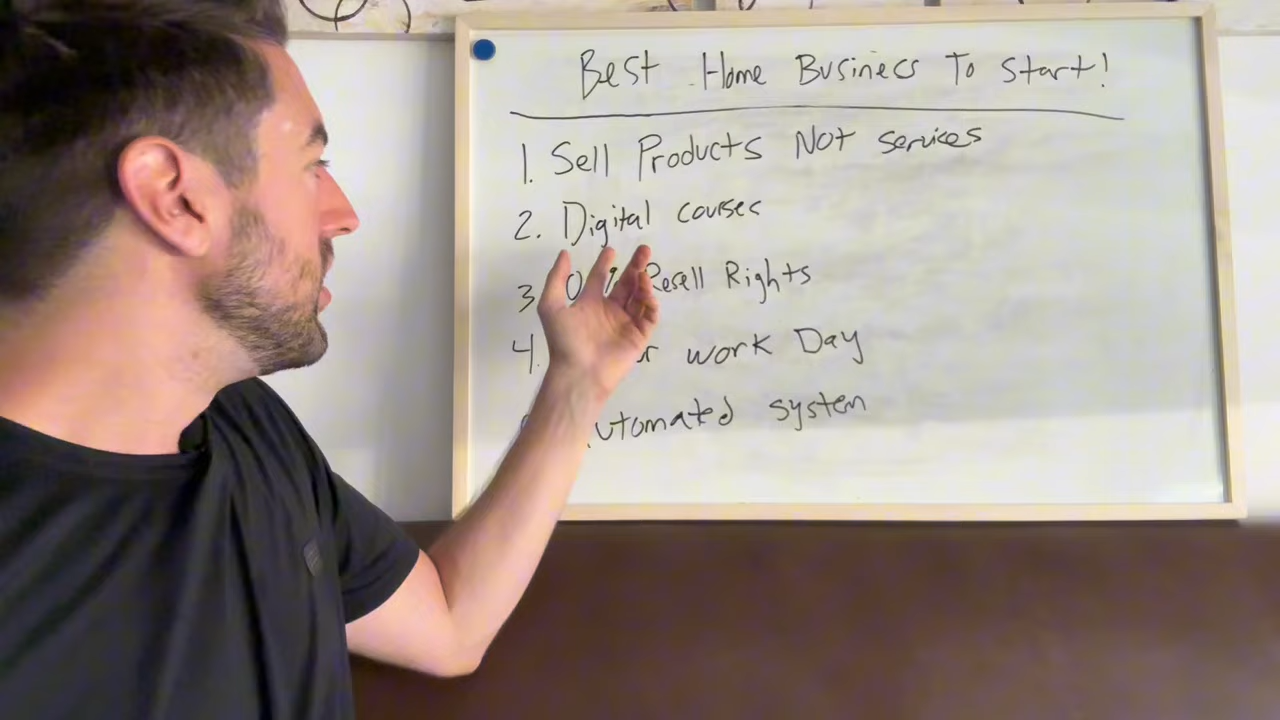 Best Home Business To Start!
1. Sell Products Not services
2. Digital courses
3 Resell Rights
4. work Day
Automated system